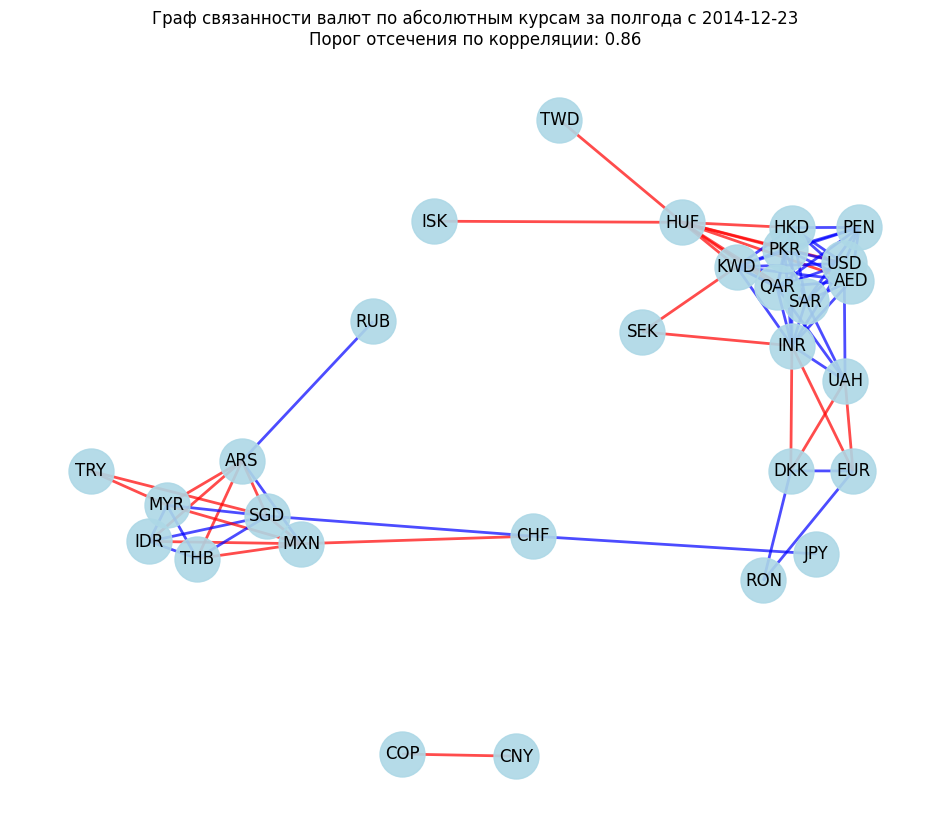 Граф связанности валют по абсолютным курсам за полгода с 2014-12-23
Порог отсечения по корреляции: 0.86
TWD
ISK
HUF
HKD
PEN
PKR
KWD
USD
QAR
AED
SAR
RUB
SEK
INR
UAH
ARS
TRY
DKK
EUR
MYR
SGD
IDR
MXN
THB
CHF
JPY
RON
COP
CNY